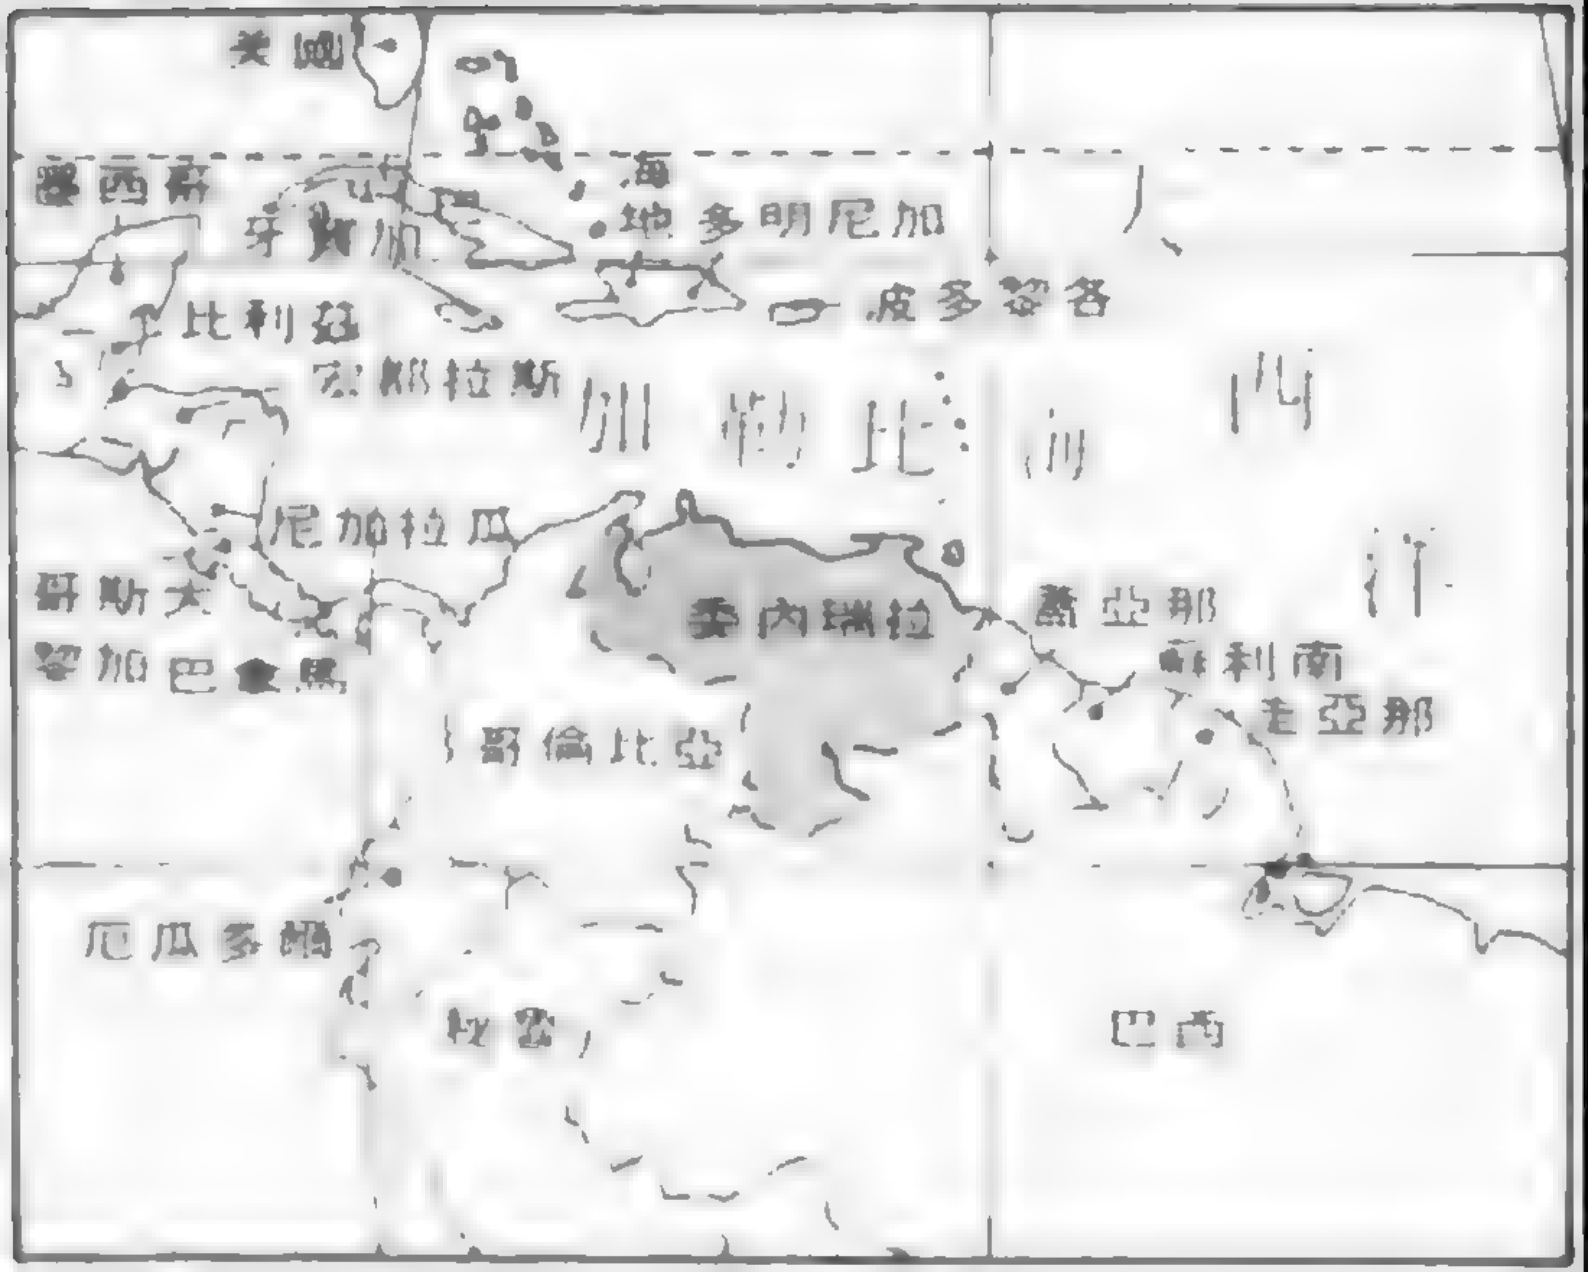 美國
墨西哥
古巴
海地
多明尼加
牙買加
波多黎各
比利茲
宏都拉斯
加勒比海
尼加拉瓜
哥斯大黎加
巴拿馬
委內瑞拉
蓋亞那
蘇利南
圭亞那
哥倫比亞
厄瓜多爾
巴西